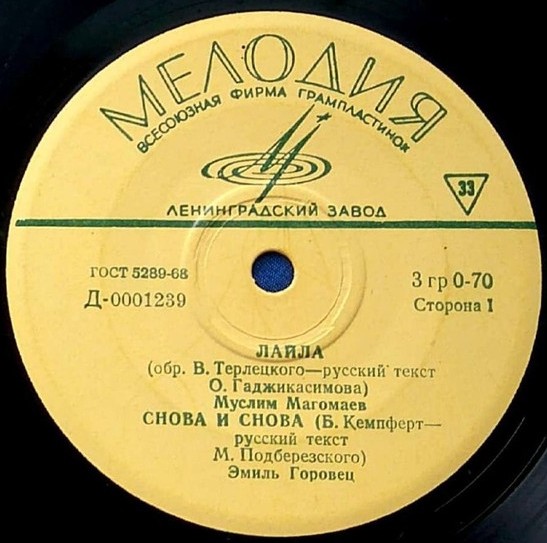 МЕЛОДИЯ
ВСЕСОЮЗНАЯ ФИРМА ГРАМПЛАСТИНОК
ЛЕНИНГРАДСКИЙ ЗАВОД
33
ГОСТ 5289-68
3 гр 0-70
Д-0001239
Сторона I
ЛАЙЛА
(обр. В. Терлецкого—русский текст
О. Гаджикасимова)
Муслим Магомаев
СНОВА И СНОВА (Б. Кемпферт—
русский текст
М. Подберезского)
Эмиль Горовец